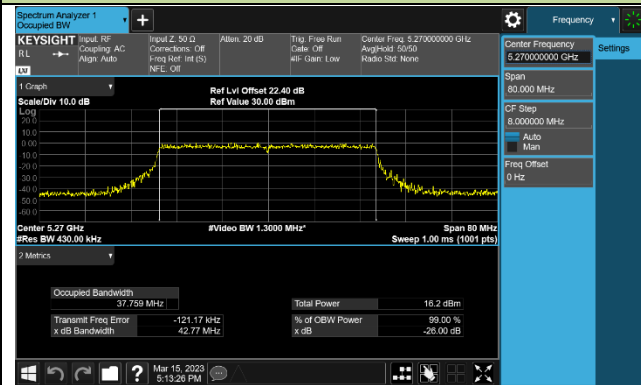 Spectrum Analyzer 1
Occupied BW
Frequency
KEYSIGHT
RL
LXI
Input: RF
Coupling: AC
Align: Auto
Input Z: 50 Ω
Corrections: Off
Freq Ref: Int (S)
NFE: Off
Atten: 20 dB
Trig: Free Run
Gate: Off
#IF Gain: Low
Center Freq: 5.270000000 GHz
Avg|Hold: 50/50
Radio Std: None
Center Frequency
5.270000000 GHz
Settings
Span
80.000 MHz
CF Step
8.000000 MHz
Auto
Man
Freq Offset
0 Hz
1 Graph
Scale/Div 10.0 dB
Ref Lvl Offset 22.40 dB
Ref Value 30.00 dBm
Log
20.0
10.0
0.00
-10.0
-20.0
-30.0
-40.0
-50.0
-60.0
Center 5.27 GHz
#Res BW 430.00 kHz
#Video BW 1.3000 MHz*
Span 80 MHz
Sweep 1.00 ms (1001 pts)
2 Metrics
Occupied Bandwidth
37.759 MHz
Total Power 16.2 dBm
Transmit Freq Error -121.17 kHz
% of OBW Power 99.00 %
x dB Bandwidth 42.77 MHz
x dB -26.00 dB
?
Mar 15, 2023
5:13:26 PM